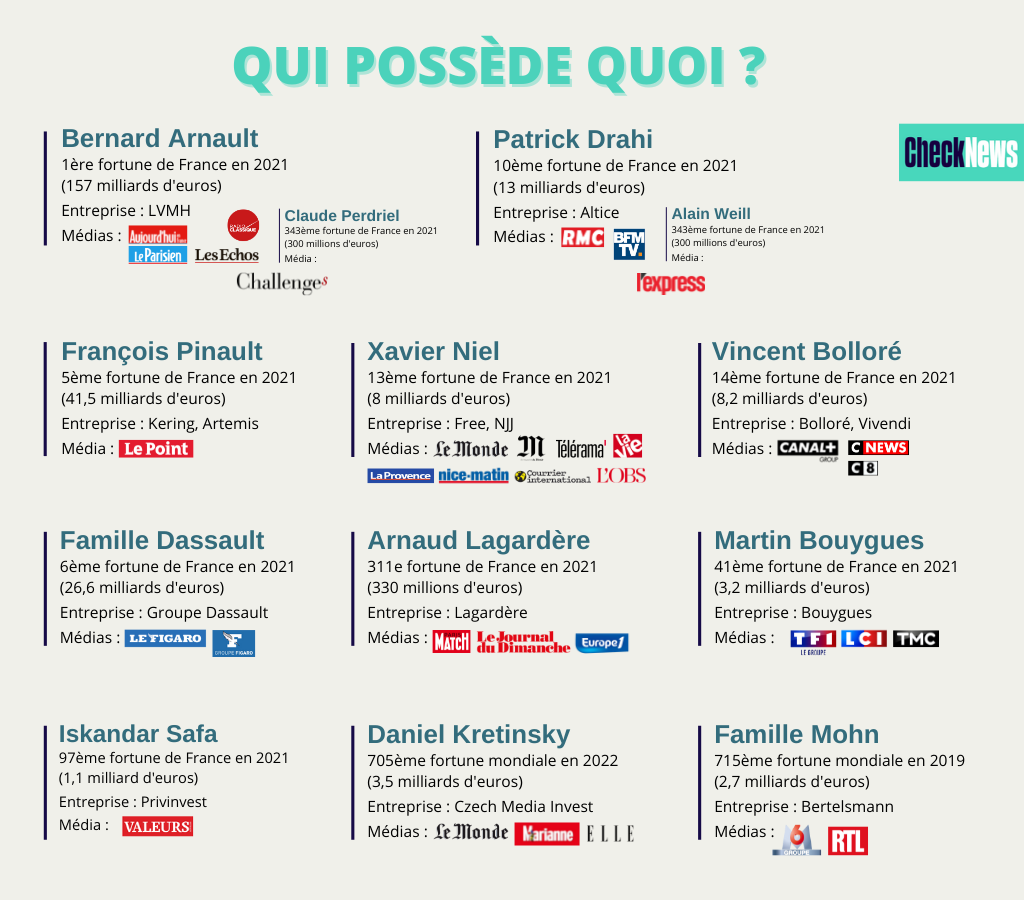 QUI POSSÈDE QUOI ?
CheckNews
Bernard Arnault
1ère fortune de France en 2021
(157 milliards d'euros)
Entreprise : LVMH
Médias :
Aujourd'hui
Le Parisien
Les Echos
CLASSIQUE
Claude Perdriel
343ème fortune de France en 2021
(300 millions d'euros)
Média :
Challenges
Patrick Drahi
10ème fortune de France en 2021
(13 milliards d'euros)
Entreprise : Altice
Médias : RMC
BFM
TV.
Alain Weill
343ème fortune de France en 2021
(300 millions d'euros)
Média :
l'express
François Pinault
5ème fortune de France en 2021
(41,5 milliards d'euros)
Entreprise : Kering, Artemis
Média : Le Point
Xavier Niel
13ème fortune de France en 2021
(8 milliards d'euros)
Entreprise : Free, NJJ
Médias : Le Monde M Télérama' La Vie
La Provence nice-matin Courrier international L'OBS
Vincent Bolloré
14ème fortune de France en 2021
(8,2 milliards d'euros)
Entreprise : Bolloré, Vivendi
Médias : CANAL+ CNEWS
GROUP
C8
Famille Dassault
6ème fortune de France en 2021
(26,6 milliards d'euros)
Entreprise : Groupe Dassault
Médias : LE FIGARO F
GROUPE FIGARO
Arnaud Lagardère
311e fortune de France en 2021
(330 millions d'euros)
Entreprise : Lagardère
Médias : MATCH Le Journal du Dimanche Europe1
Martin Bouygues
41ème fortune de France en 2021
(3,2 milliards d'euros)
Entreprise : Bouygues
Médias : TF1 LCI TMC
LE GROUPE
Iskandar Safa
97ème fortune de France en 2021
(1,1 milliard d'euros)
Entreprise : Privinvest
Média : VALEURS
Daniel Kretinsky
705ème fortune mondiale en 2022
(3,5 milliards d'euros)
Entreprise : Czech Media Invest
Médias : Le Monde Marianne ELLE
Famille Mohn
715ème fortune mondiale en 2019
(2,7 milliards d'euros)
Entreprise : Bertelsmann
Médias : M6 RTL
GROUPE